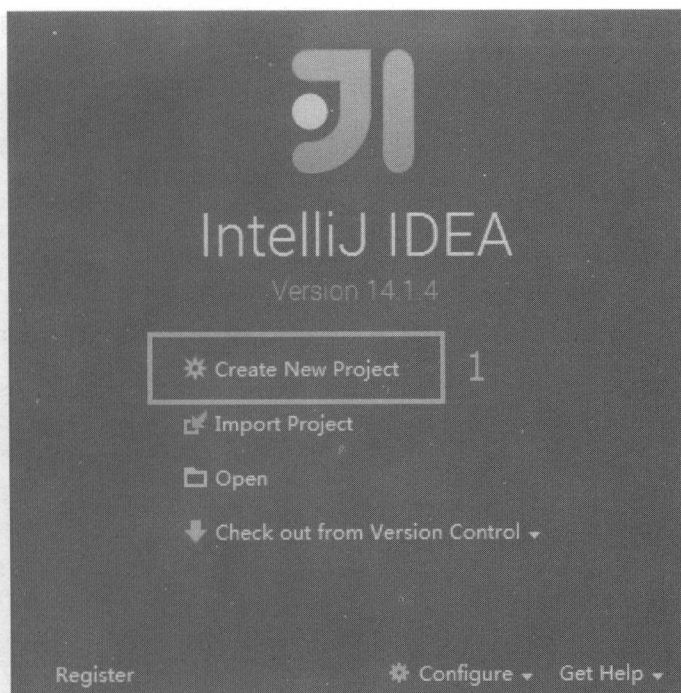 IntelliJ IDEA
Version 14.1.4
Create New Project 1
Import Project
Open
Check out from Version Control
Register Configure Get Help